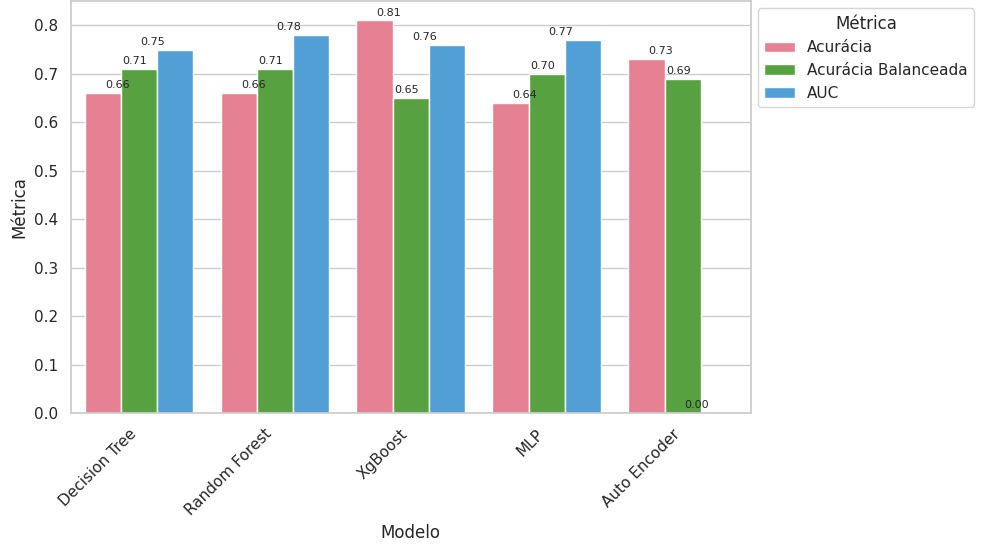 0.8
0.7
0.6
0.5
0.4
0.3
0.2
0.1
0.0
Métrica
0.66
0.71
0.75
0.66
0.71
0.78
0.81
0.65
0.76
0.64
0.70
0.77
0.73
0.69
0.00
Decision Tree
Random Forest
XgBoost
MLP
Auto Encoder
Modelo
Métrica
Acurácia
Acurácia Balanceada
AUC